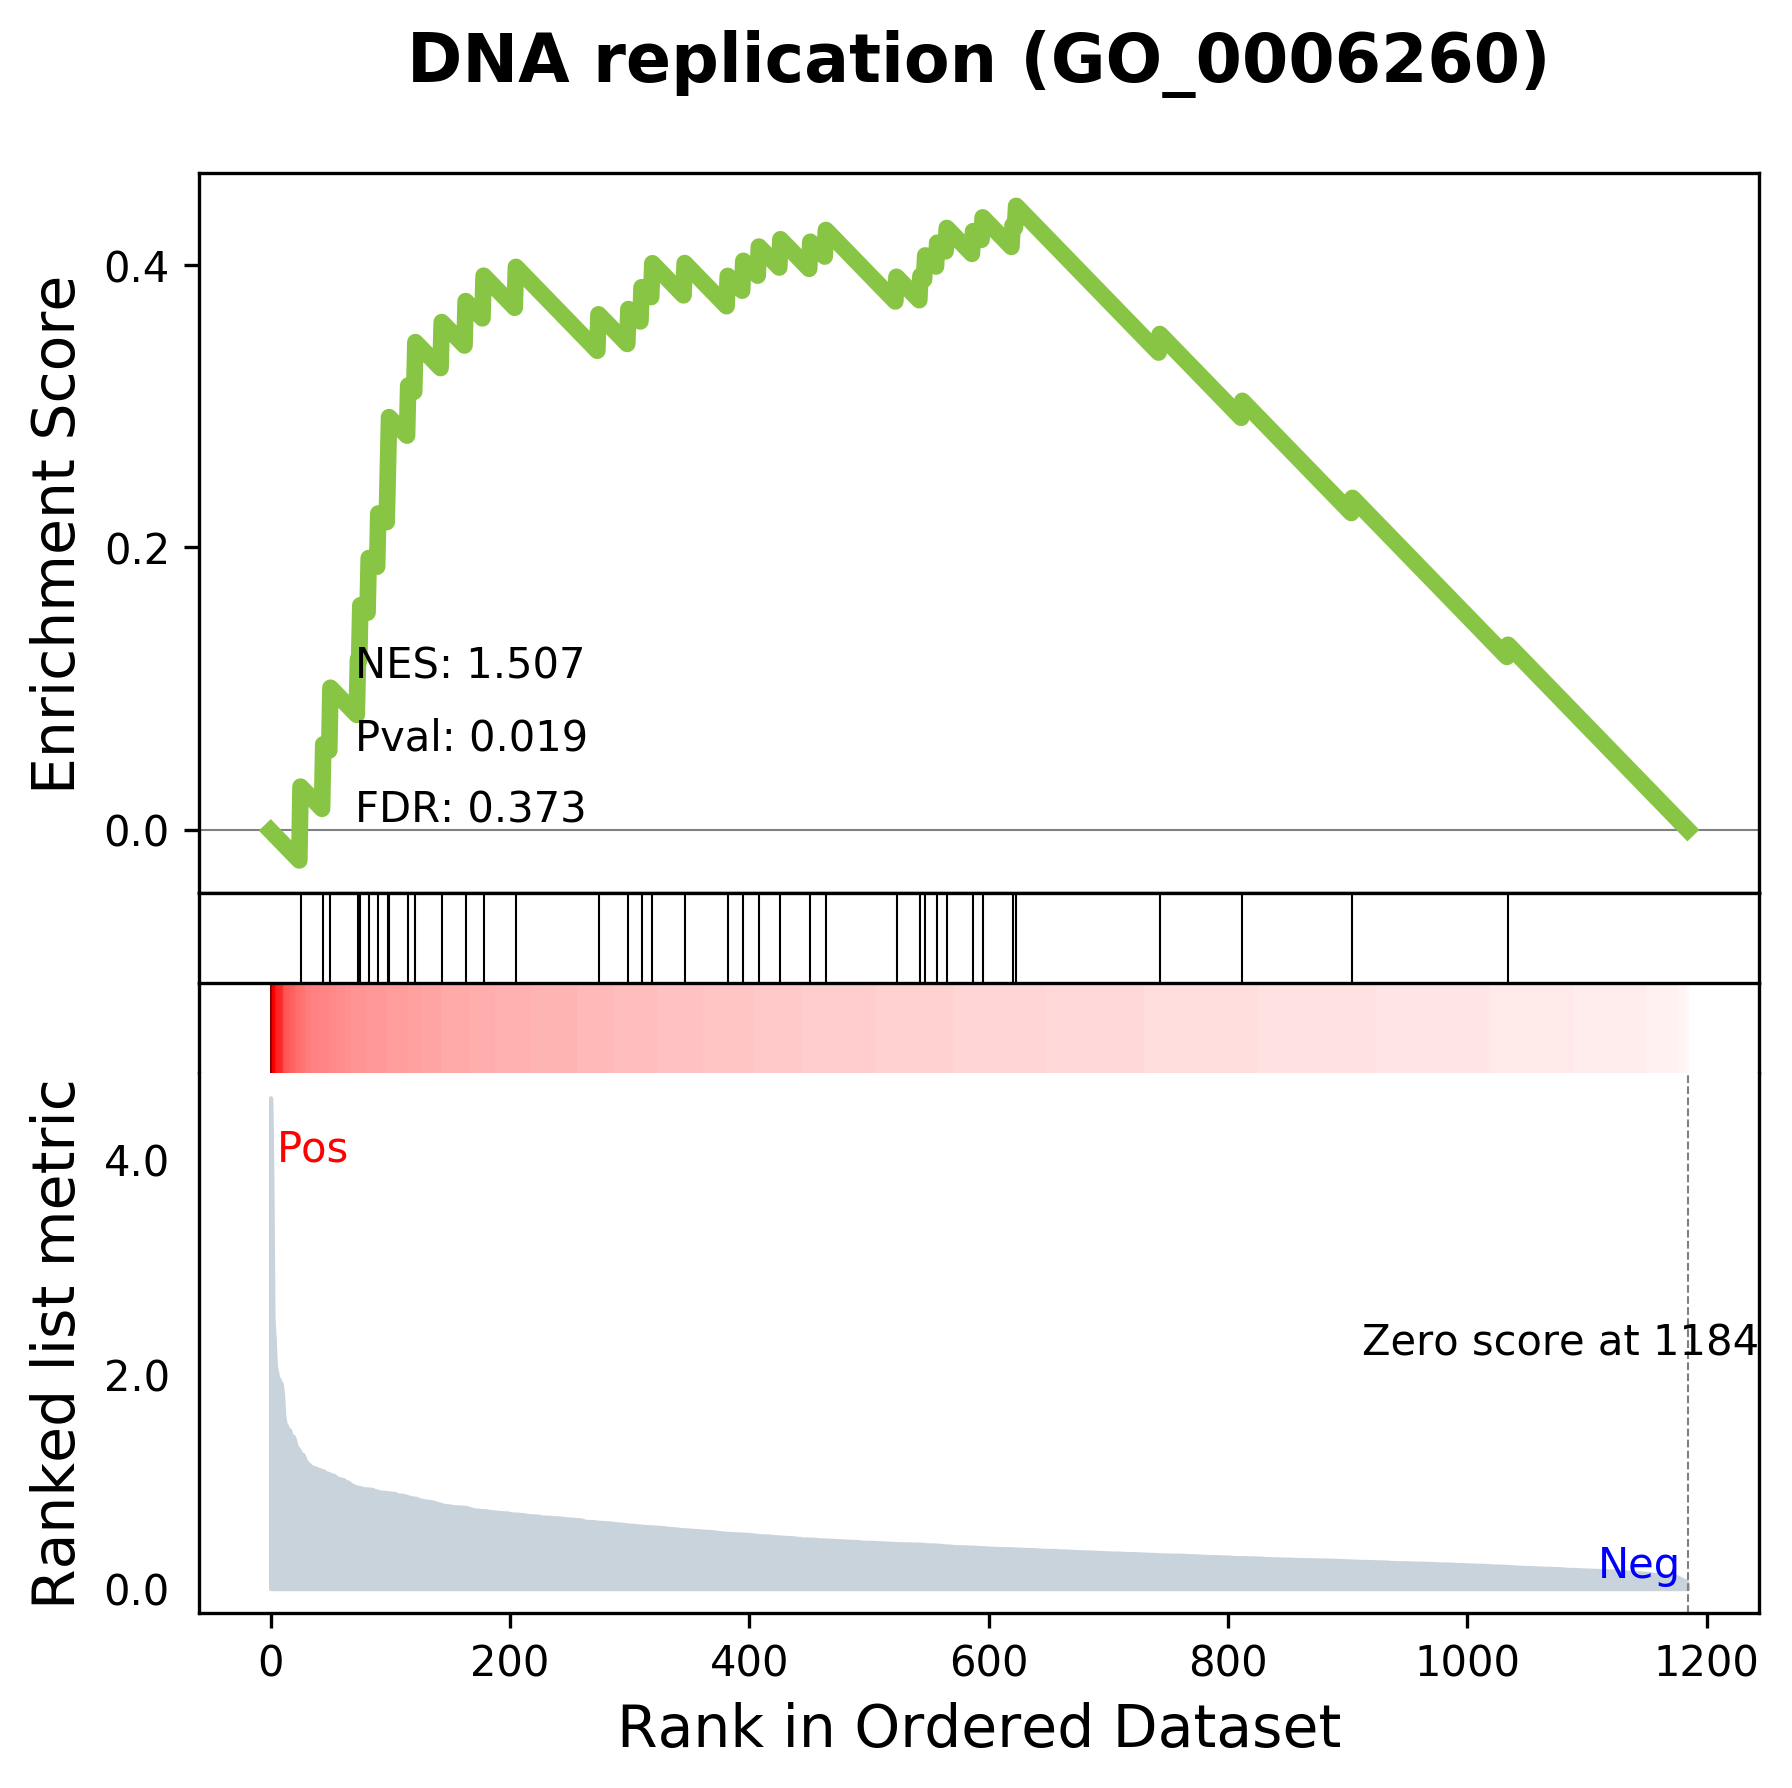 DNA replication (GO_0006260)
Enrichment Score
0.4
0.2
0.0
NES: 1.507
Pval: 0.019
FDR: 0.373
Ranked list metric
4.0
2.0
0.0
Pos
Zero score at 1184
Neg
0 200 400 600 800 1000 1200
Rank in Ordered Dataset